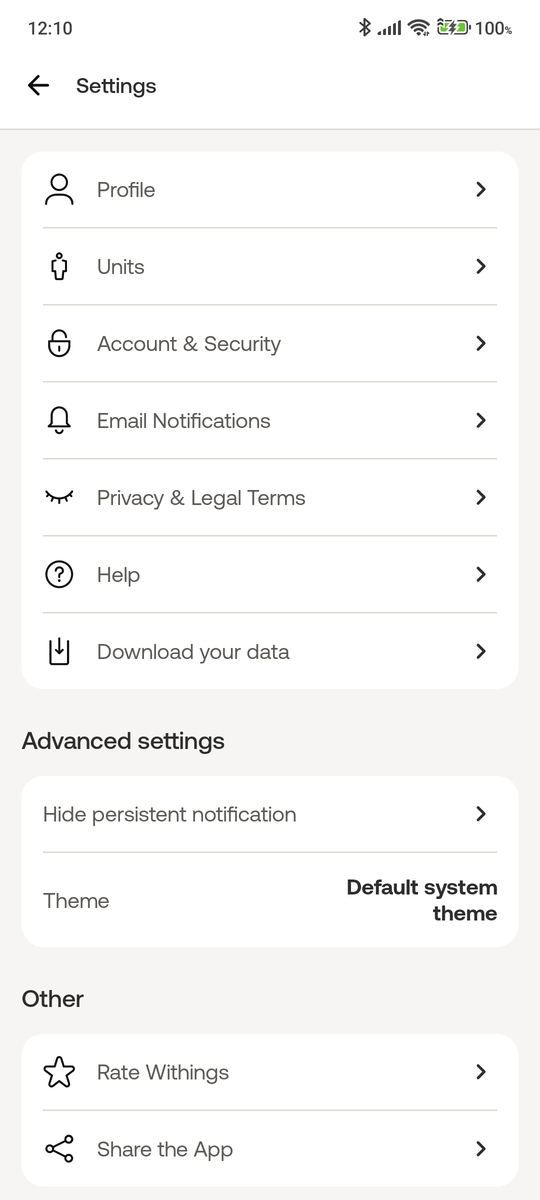 12:10
100%
Settings
Profile
Units
Account & Security
Email Notifications
Privacy & Legal Terms
Help
Download your data
Advanced settings
Hide persistent notification
Theme
Default system
theme
Other
Rate Withings
Share the App